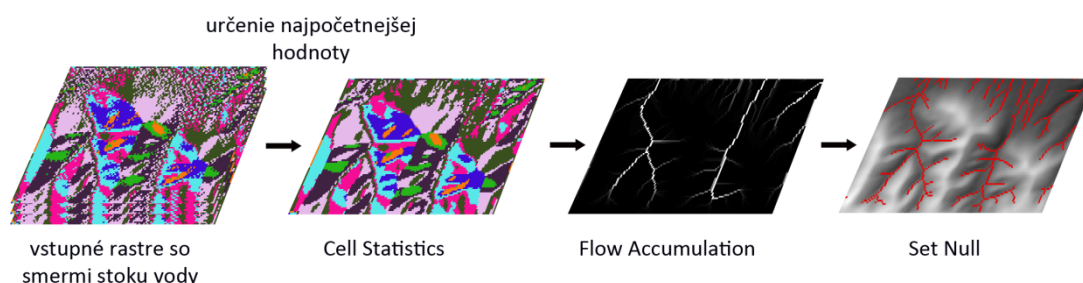 určenie najpočetnejšej
hodnoty
vstupné rastre so
smermi stoku vody
Cell Statistics
Flow Accumulation
Set Null